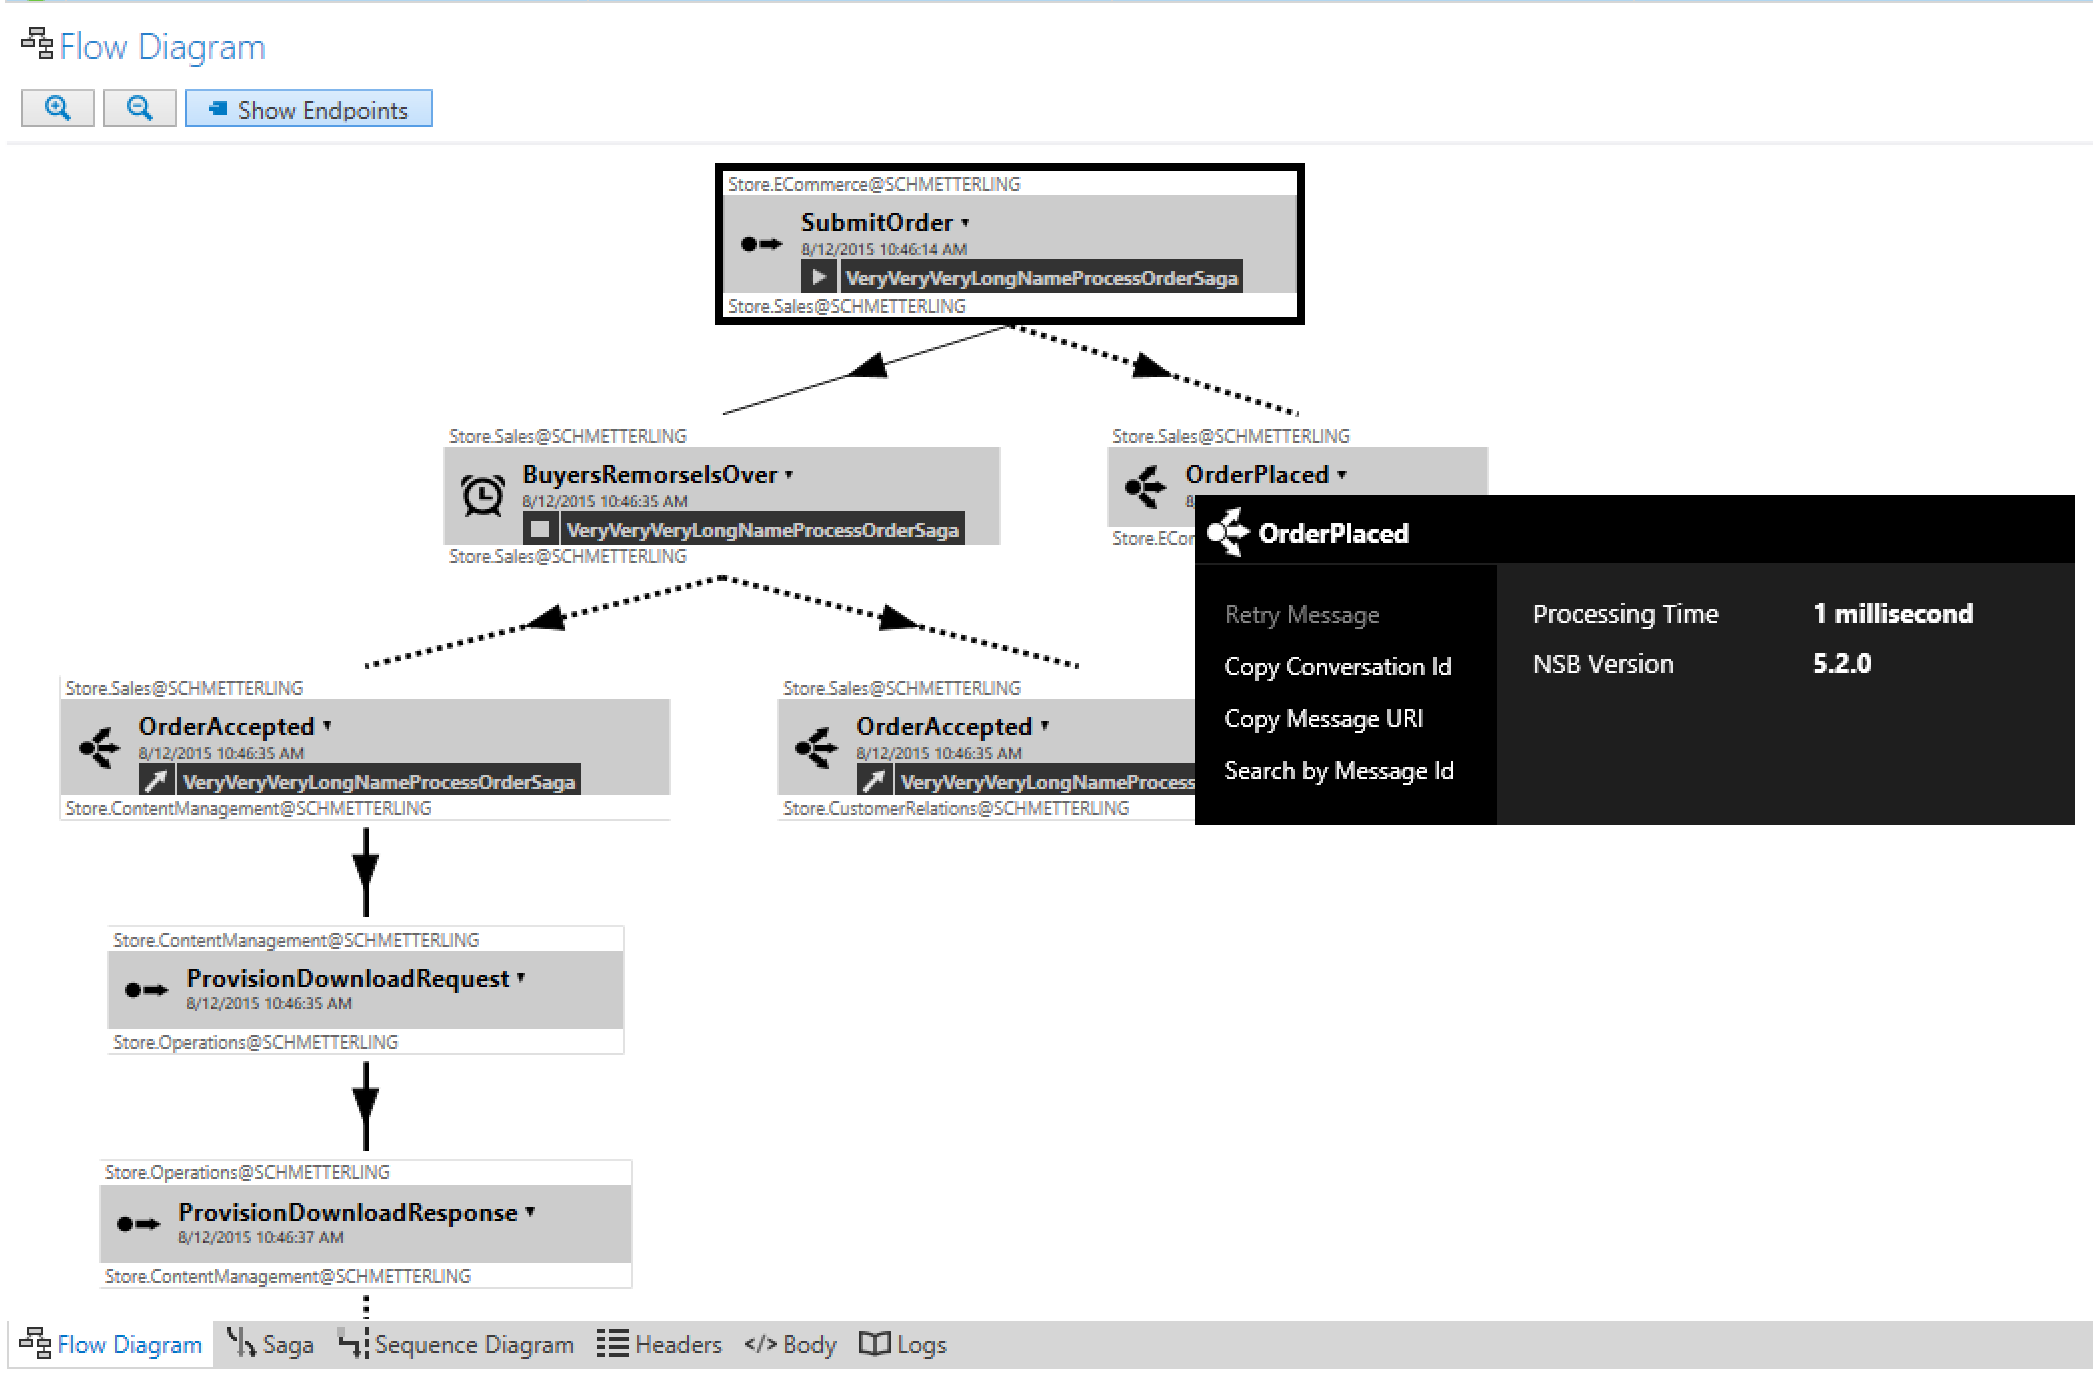 Flow Diagram
Show Endpoints
Store.ECommerce@SCHMETTERLING
SubmitOrder
8/12/2015 10:46:14 AM
VeryVeryVeryLongNameProcessOrderSaga
Store.Sales@SCHMETTERLING
Store.Sales@SCHMETTERLING
BuyersRemorseIsOver
8/12/2015 10:46:35 AM
VeryVeryVeryLongNameProcessOrderSaga
Store.Sales@SCHMETTERLING
Store.Sales@SCHMETTERLING
OrderPlaced
8
Store.ECor
OrderPlaced
Retry Message
Copy Conversation Id
Copy Message URI
Search by Message Id
Processing Time 1 millisecond
NSB Version 5.2.0
Store.Sales@SCHMETTERLING
OrderAccepted
8/12/2015 10:46:35 AM
VeryVeryVeryLongNameProcessOrderSaga
Store.ContentManagement@SCHMETTERLING
Store.Sales@SCHMETTERLING
OrderAccepted
8/12/2015 10:46:35 AM
VeryVeryVeryLongNameProcess
Store.CustomerRelations@SCHMETTERLING
Store.ContentManagement@SCHMETTERLING
ProvisionDownloadRequest
8/12/2015 10:46:35 AM
Store.Operations@SCHMETTERLING
Store.Operations@SCHMETTERLING
ProvisionDownloadResponse
8/12/2015 10:46:37 AM
Store.ContentManagement@SCHMETTERLING
Flow Diagram Saga Sequence Diagram Headers </> Body Logs